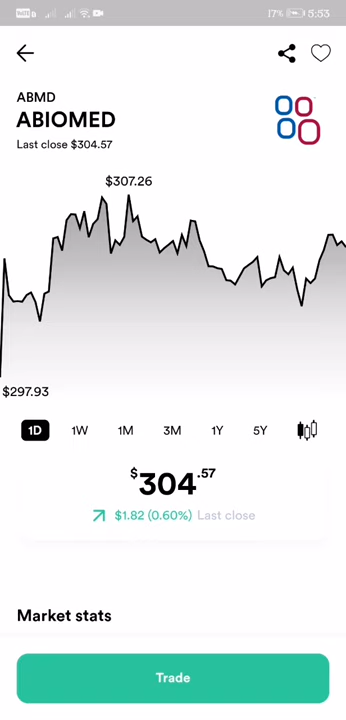 17% 5:53
ABMD
ABIOMED
Last close $304.57
$307.26
$297.93
1D 1W 1M 3M 1Y 5Y
$304.57
$1.82 (0.60%) Last close
Market stats
Trade